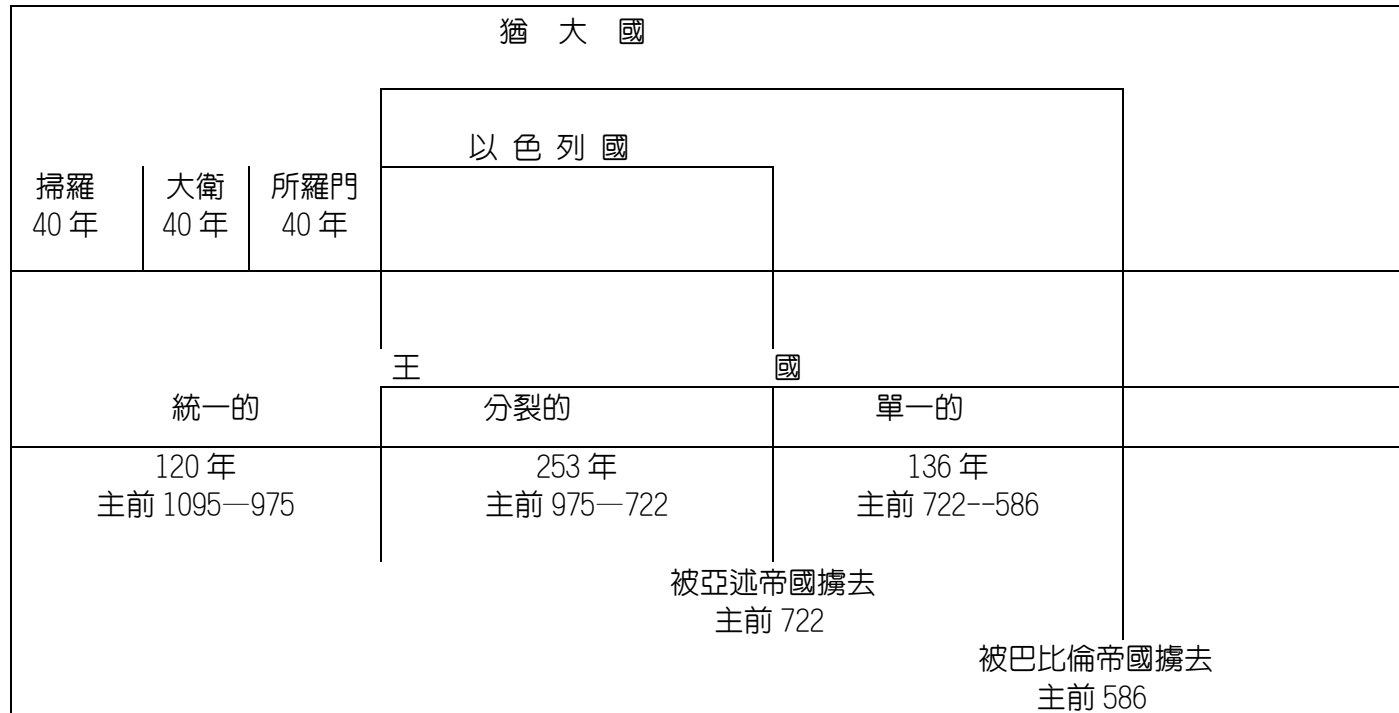 猶 大 國
以 色 列 國
掃羅 大衛 所羅門
40 年 40 年 40 年
王 國
統一的 分裂的 單一的
120 年 253 年 136 年
主前 1095—975 主前 975—722 主前 722--586
被亞述帝國擄去
主前 722
被巴比倫帝國擄去
主前 586